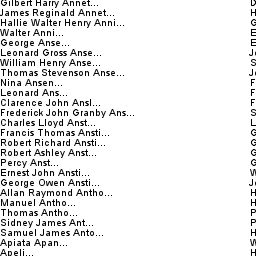 Gilbert Harry Annet... D
James Reginald Annet... H
Hallie Walter Henry Anni... G
Walter Anni... E
George Anse... E
Leonard Gross Anse... Jo
William Henry Anse... S
Thomas Stevenson Anse... Jo
Nina Ansen... F
Leonard Ans... F
Clarence John Ansl... F
Frederick John Granby Ans... S
Charles Lloyd Anst... L
Francis Thomas Ansti... G
Robert Richard Ansti... G
Robert Ashley Anst... G
Percy Anst... G
Ernest John Ansti... W
George Owen Ansti... Jo
Allan Raymond Antho... H
Manuel Antho... H
Thomas Antho... P
Sidney James Ant... P
Samuel James Anto... H
Apiata Apan... W
Apeli... H